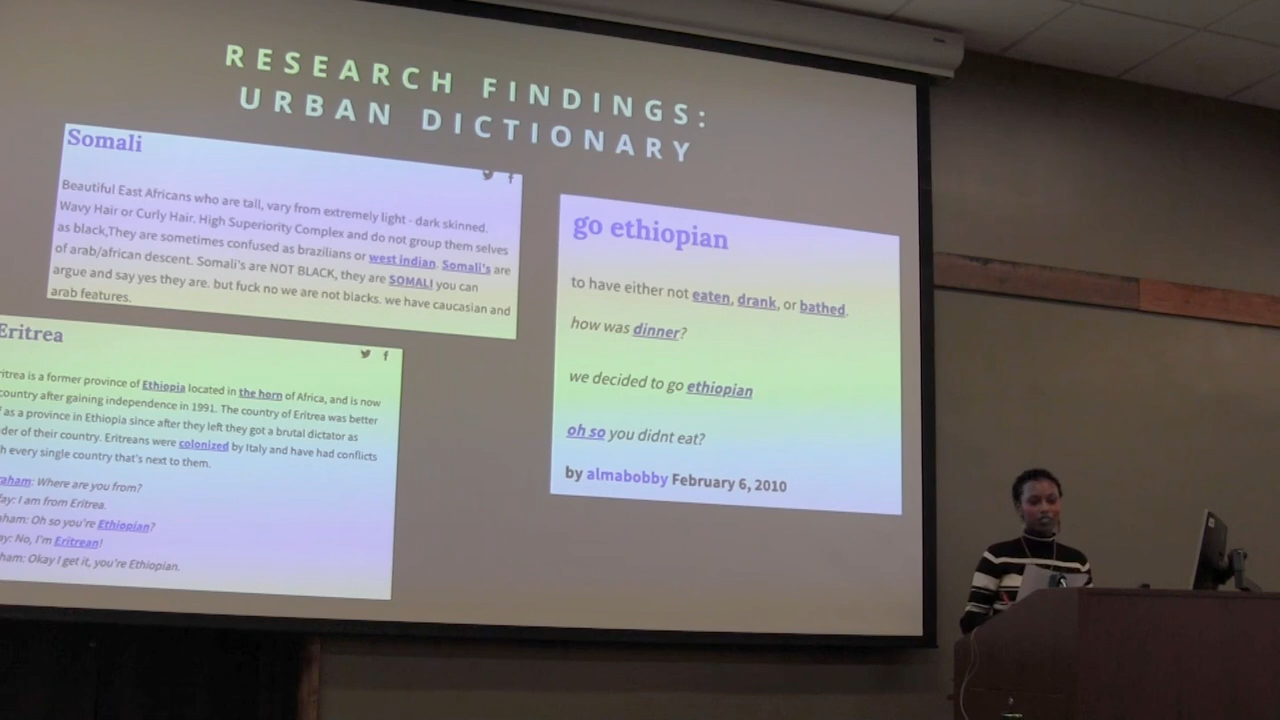 RESEARCH FINDINGS:
URBAN DICTIONARY
Somali
Beautiful East Africans who are tall, vary from extremely light - dark skinned.
Wavy Hair or Curly Hair. High Superiority Complex and do not group them selves
as black,They are sometimes confused as brazilians or west indian. Somali's are
of arab/african descent. Somali's are NOT BLACK, they are SOMALI you can
argue and say yes they are. but fuck no we are not blacks. we have caucasian and
arab features.
Eritrea
is a former province of Ethiopia located in the horn of Africa, and is now
country after gaining independence in 1991. The country of Eritrea was better
as a province in Ethiopia since after they left they got a brutal dictator as
of their country. Eritreans were colonized by Italy and have had conflicts
every single country that's next to them.
Where are you from?
I am from Eritrea.
Oh so you're Ethiopian?
No, I'm Eritrean!
Okay I get it, you're Ethiopian.
go ethiopian
to have either not eaten, drank, or bathed.
how was dinner?
we decided to go ethiopian
oh so you didnt eat?
by almabobby February 6, 2010